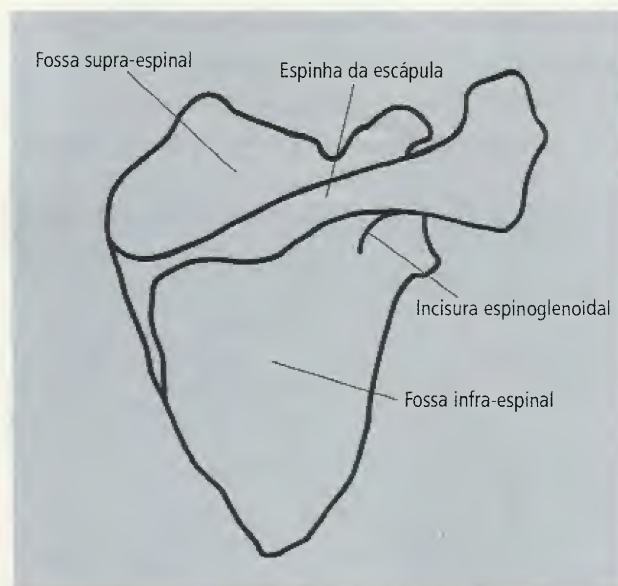 Fossa supra-espinal
Espinha da escápula
Incisura espinoglenoidal
Fossa infra-espinal